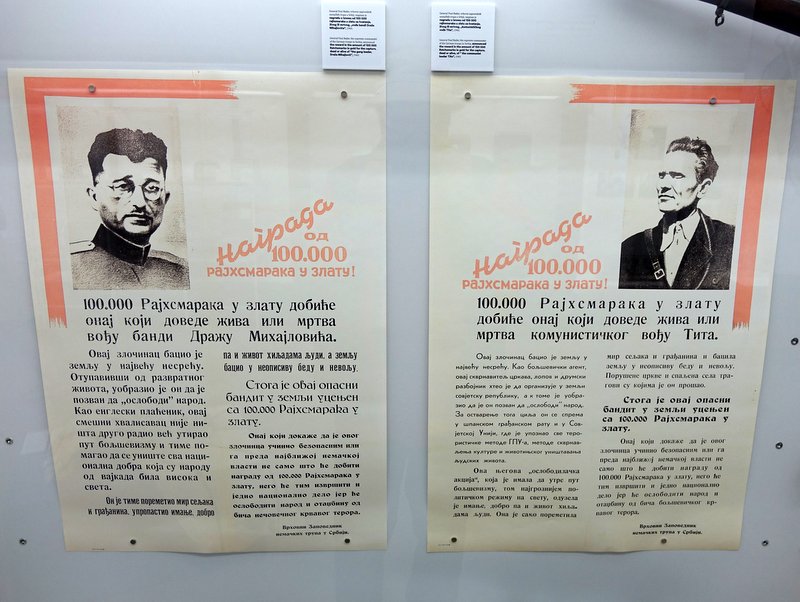 Награда
од
100.000
РАЈХСМАРАКА У ЗЛАТУ!
100.000 Рајхсмарака у злату добиће
онај који доведе жива или мртва
вођу банди Дражу Михајловића.
Овај злочинац бацио је
земљу у највећу несрећу.
Отупавивши од развратног
живота, уобразио је он да је
позван да „ослободи" народ.
Као енглески плаћеник, овај
смешни хвалисавац није ни-
шта друго радио већ утирао
пут бољшевизму и тиме по-
магао да се униште сва наци-
онална добра која су народу
од вајкада била висока и
света.
Он је тиме пореметио мир сељака
и грађанина, упропастио имање, добро
па и живот хиљадама људи, а земљу
бацио у неописиву беду и невољу.
Стога је овај опасни
бандит у земљи уцењен
са 100.000 Рајхсмарака у
злату.
Онај који докаже да је овог
злочинца учинио безопасним или
га преда најближој немачкој власти
не само што ће добити
награду од 100.000 Рајхсмарака у
злату, него ће тим извршити и
једно национално дело јер ће
ослободити народ и отаџбину од
бича нечовечног крвавог терора.
Врховни Заповедник
немачких трупа у Србији.
Награда
од
100.000
РАЈХСМАРАКА У ЗЛАТУ!
100.000 Рајхсмарака у злату
добиће онај који доведе жива или
мртва комунистичког вођу Тита.
Овај злочинац бацио је земљу у
највећу несрећу. Као бољшевички агент,
овај скврнавитељ цркава, лопов и друмски
разбојник хтео је да организује у земљи
совјетску републику, а к томе је уобра-
зио да је он позван да „ослободи" народ.
За остварење тога циља он се спрема
у шпанском грађанском рату и у Сов-
јетској Унији, где је упознао све теро-
ристичке методе ГПУ-а, методе скврнав-
љења културе и животињског уништавања
људских живота.
Ова његова „ослободилачка
акција", која је имала да утре пут
бољшевизму, том најгрознијем по-
литичком режиму на свету, одузела
је имање, добро па и живот хиља-
дама људи. Она је
пореметила
мир сељака и грађанина и бацила
земљу у неописиву беду и невољу.
Порушене цркве и спаљена села тра-
гови су којима је он прошао.
Стога је овај опасни
бандит у земљи уцењен
са 100.000 Рајхсмарака у
злату.
Онај који докаже да је овог
злочинца учинио безопасним или га
преда најближој немачкој власти не
само што ће добити награду од
100.000 Рајхсмарака у злату, него ће
тим извршити и једно национално
дело јер ће ослободити народ и
отаџбину од бича бољшевичког кр-
вавог терора.
Врховни Заповедник
немачких трупа у Србији.